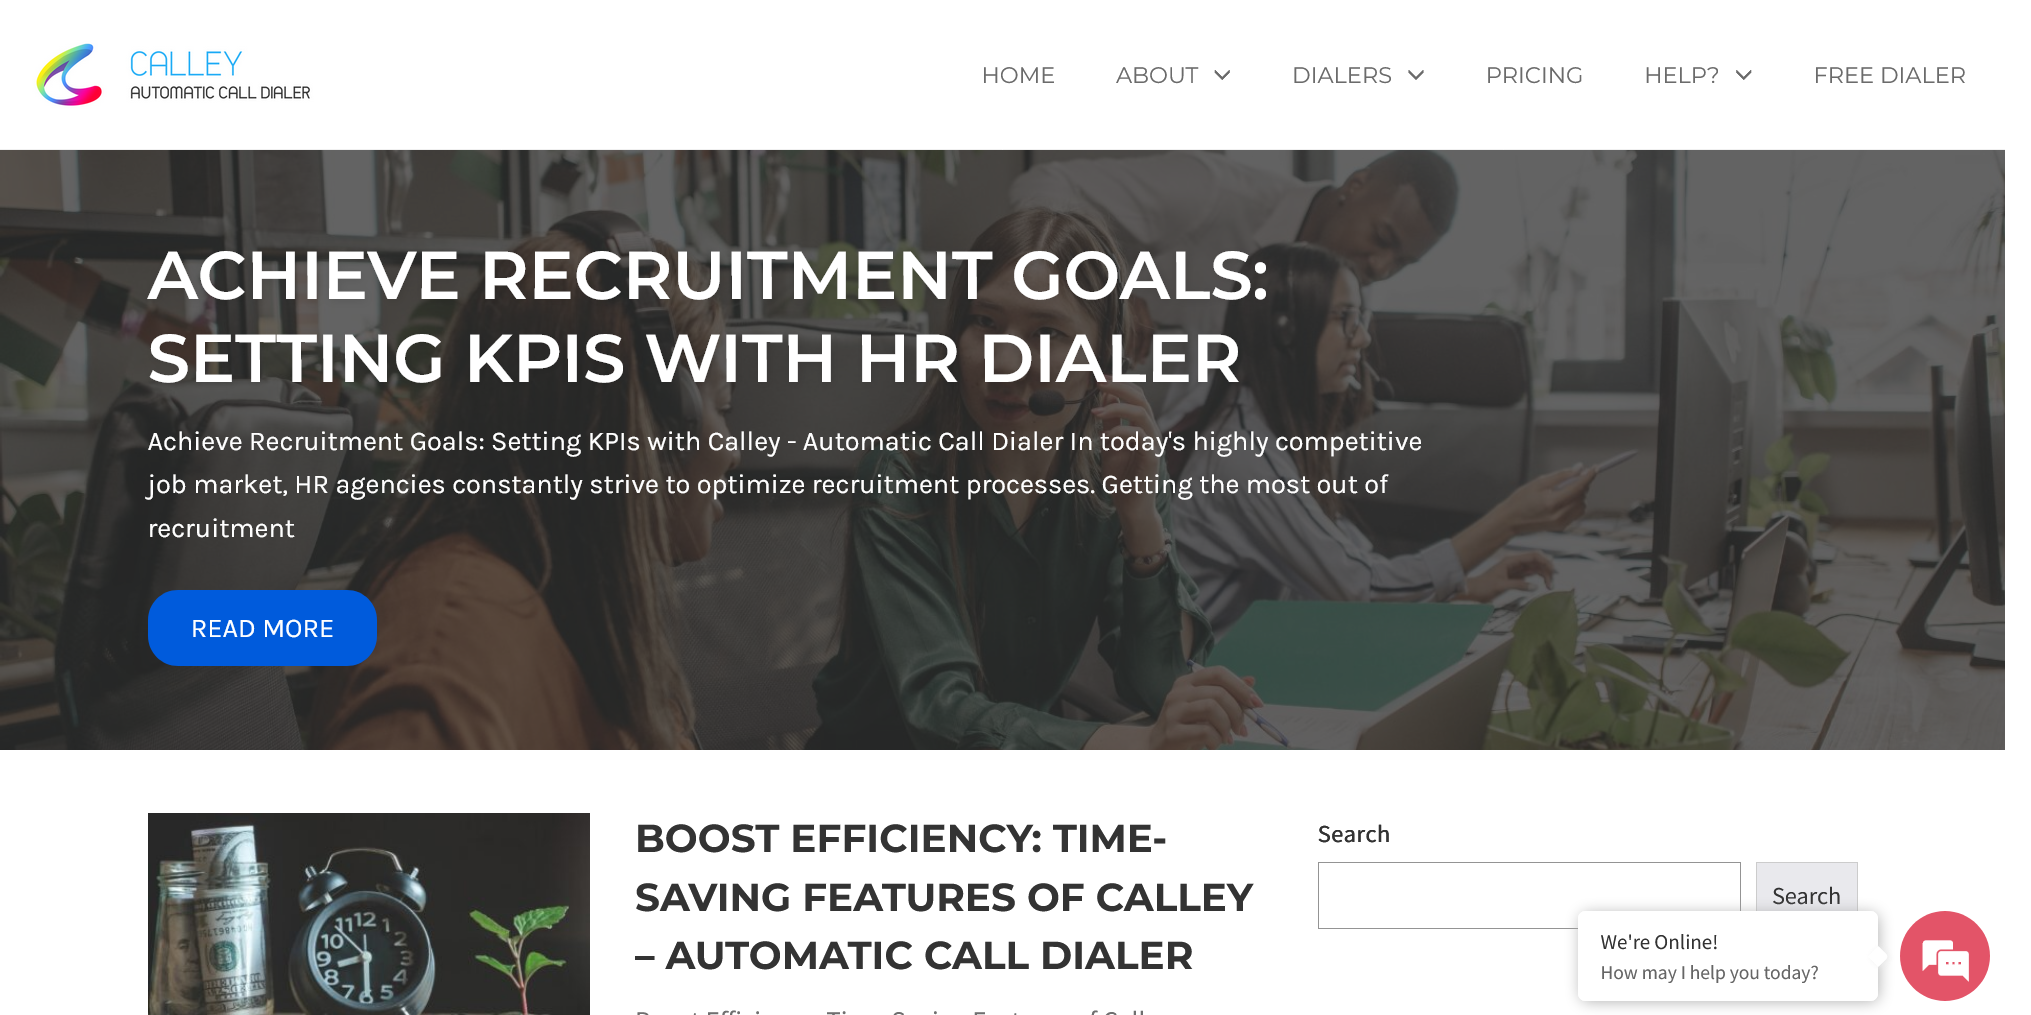 CALLEY
AUTOMATIC CALL DIALER
HOME
ABOUT
DIALERS
PRICING
HELP?
FREE DIALER
ACHIEVE RECRUITMENT GOALS:
SETTING KPIS WITH HR DIALER
Achieve Recruitment Goals: Setting KPIs with Calley - Automatic Call Dialer In today's highly competitive
job market, HR agencies constantly strive to optimize recruitment processes. Getting the most out of
recruitment
READ MORE
BOOST EFFICIENCY: TIME-
SAVING FEATURES OF CALLEY
– AUTOMATIC CALL DIALER
Search
Search
We're Online!
How may I help you today?